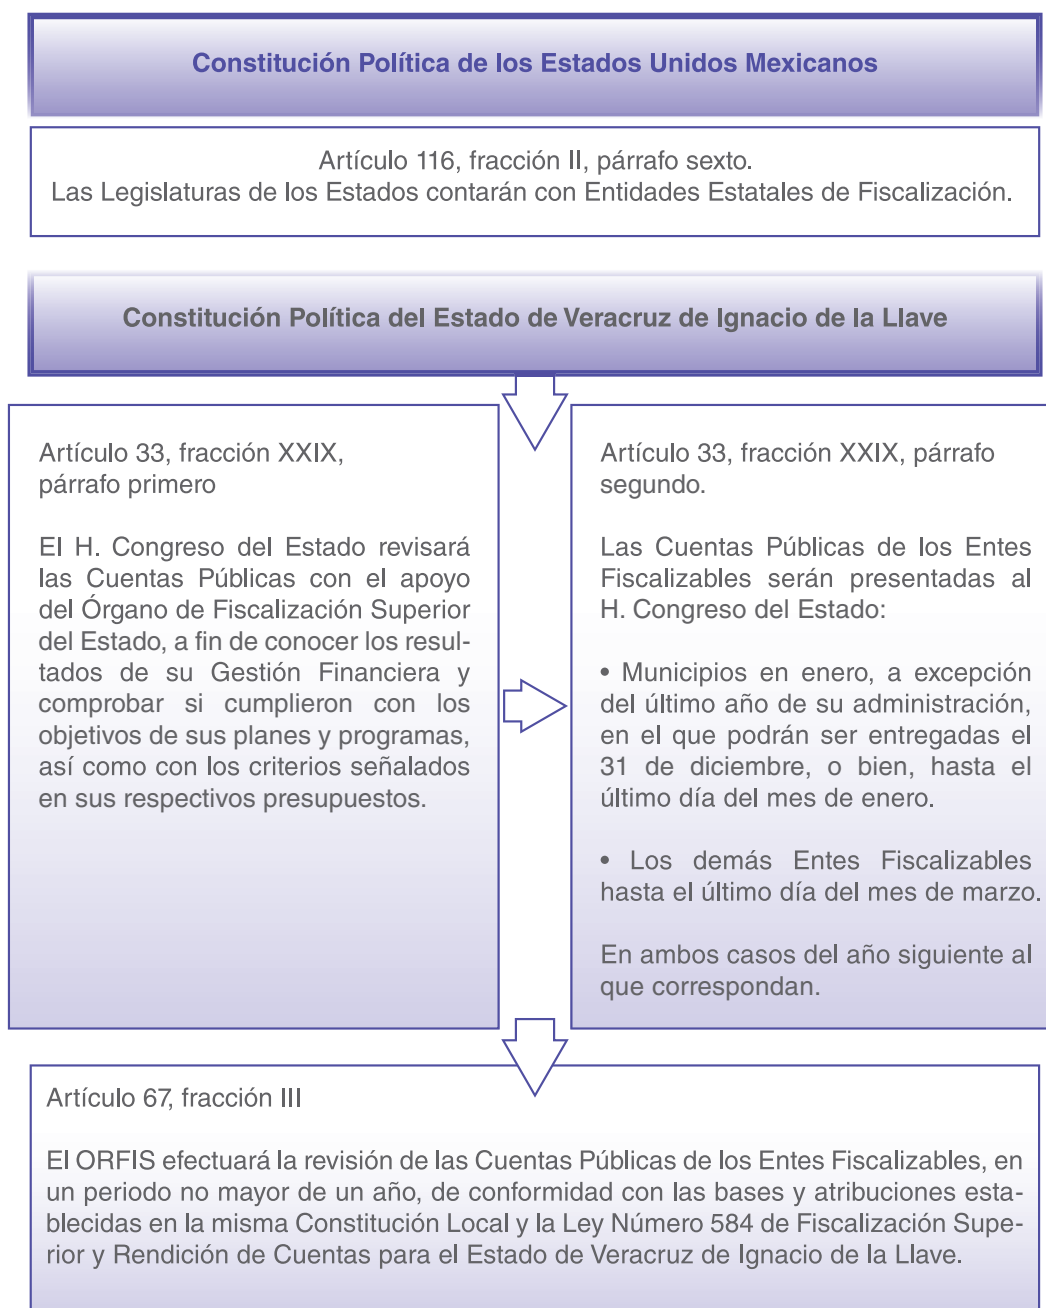 Constitución Política de los Estados Unidos Mexicanos
Artículo 116, fracción II, párrafo sexto.
Las Legislaturas de los Estados contarán con Entidades Estatales de Fiscalización.
Constitución Política del Estado de Veracruz de Ignacio de la Llave
Artículo 33, fracción XXIX,
párrafo primero
El H. Congreso del Estado revisará
las Cuentas Públicas con el apoyo
del Órgano de Fiscalización Superior
del Estado, a fin de conocer los resul-
tados de su Gestión Financiera y
comprobar si cumplieron con los
objetivos de sus planes y programas,
así como con los criterios señalados
en sus respectivos presupuestos.
Artículo 33, fracción XXIX, párrafo
segundo.
Las Cuentas Públicas de los Entes
Fiscalizables serán presentadas al
H. Congreso del Estado:
• Municipios en enero, a excepción
del último año de su administración,
en el que podrán ser entregadas el
31 de diciembre, o bien, hasta el
último día del mes de enero.
• Los demás Entes Fiscalizables
hasta el último día del mes de marzo.
En ambos casos del año siguiente al
que correspondan.
Artículo 67, fracción III
El ORFIS efectuará la revisión de las Cuentas Públicas de los Entes Fiscalizables, en
un periodo no mayor de un año, de conformidad con las bases y atribuciones esta-
blecidas en la misma Constitución Local y la Ley Número 584 de Fiscalización Supe-
rior y Rendición de Cuentas para el Estado de Veracruz de Ignacio de la Llave.